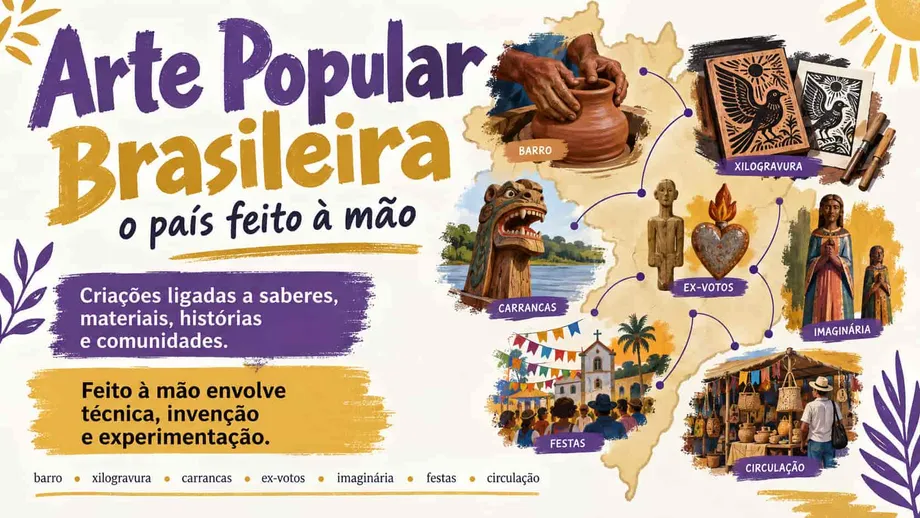 Arte Popular
Brasileira
o país feito à mão
Criações ligadas a saberes,
materiais, histórias
e comunidades.
Feito à mão envolve
técnica, invenção
e experimentação.
barro • xilogravura • carrancas • ex-votos • imaginária • festas • circulação
BARRO
XILOGRAVURA
CARRANCAS
EX-VOTOS
IMAGINÁRIA
FESTAS
CIRCULAÇÃO